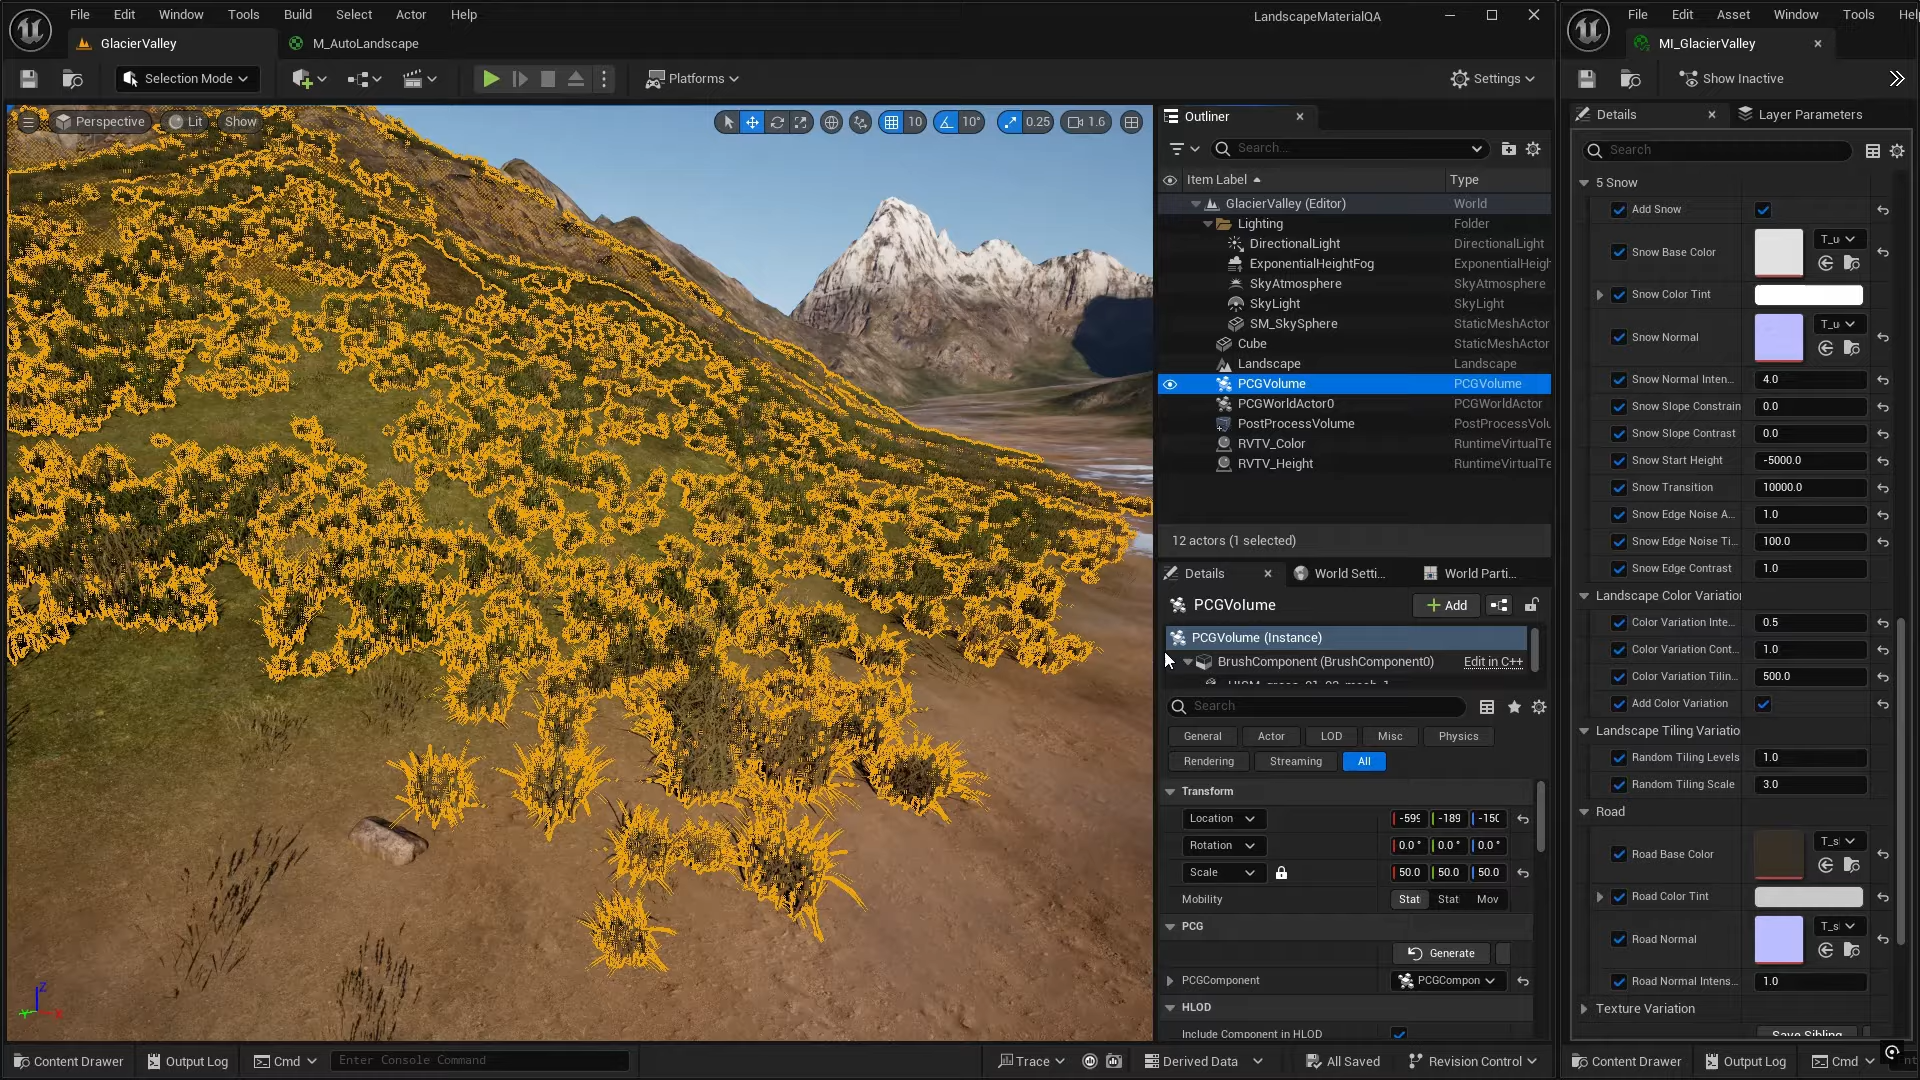 File Edit Window Tools Build Select Actor Help
LandscapeMaterialQA
GlacierValley
M_AutoLandscape
Selection Mode
Platforms
Settings
Perspective
Lit
Show
10
10°
0.25
1.6
Outliner
Search...
Item Label
Type
GlacierValley (Editor) World
Lighting Folder
DirectionalLight DirectionalLight
ExponentialHeightFog ExponentialHeigh
SkyAtmosphere SkyAtmosphere
SkyLight SkyLight
SM_SkySphere StaticMeshActor
Cube StaticMeshActor
Landscape Landscape
PCGVolume PCGVolume
PCGWorldActor0 PCGWorldActor
PostProcessVolume PostProcessVolu
RVTV_Color RuntimeVirtualTe
RVTV_Height RuntimeVirtualTe
12 actors (1 selected)
Details
World Setti...
World Parti...
PCGVolume
Add
PCGVolume (Instance)
BrushComponent (BrushComponent0) Edit in C++
Search
General Actor LOD Misc Physics
Rendering Streaming All
Transform
Location -599 -189 -150
Rotation 0.0 ° 0.0 ° 0.0 °
Scale 50.0 50.0 50.0
Mobility Stati Stat Mov
PCG
Generate
PCGComponent PCGCompon
HLOD
Include Component in HLOD
Content Drawer
Output Log
Cmd
Enter Console Command
Trace
Derived Data
All Saved
Revision Control
File Edit Asset Window Tools Hel
MI_GlacierValley
Show Inactive
Details
Layer Parameters
Search
5 Snow
Add Snow
Snow Base Color T_u
Snow Color Tint
Snow Normal T_u
Snow Normal Inten... 4.0
Snow Slope Constrain 0.0
Snow Slope Contrast 0.0
Snow Start Height -5000.0
Snow Transition 10000.0
Snow Edge Noise A... 1.0
Snow Edge Noise Ti... 100.0
Snow Edge Contrast 1.0
Landscape Color Variation
Color Variation Inte... 0.5
Color Variation Cont... 1.0
Color Variation Tilin... 500.0
Add Color Variation
Landscape Tiling Variatio
Random Tiling Levels 1.0
Random Tiling Scale 3.0
Road
Road Base Color T_s
Road Color Tint
Road Normal T_s
Road Normal Intens... 1.0
Texture Variation
Save Sibling
Content Drawer
Output Log
Cmd
X
Y
Z